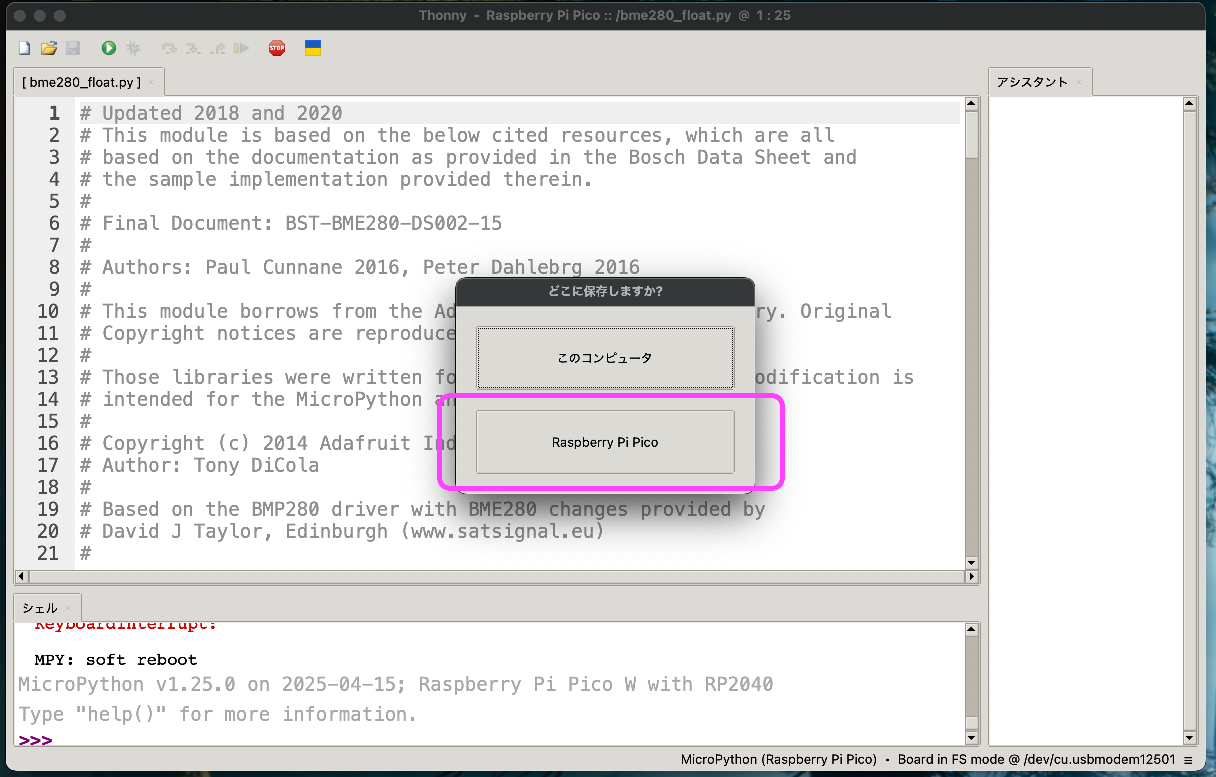 Thonny - Raspberry Pi Pico :: /bme280_float.py @ 1 : 25
STOP
[ bme280_float.py ] ×
アシスタント ×
1 # Updated 2018 and 2020
2 # This module is based on the below cited resources, which are all
3 # based on the documentation as provided in the Bosch Data Sheet and
4 # the sample implementation provided therein.
5 #
6 # Final Document: BST-BME280-DS002-15
7 #
8 # Authors: Paul Cunnane 2016, Peter Dahlebrg 2016
9 #
10 # This module borrows from the Ad ry. Original
11 # Copyright notices are reproduce
12 #
13 # Those libraries were written fo odification is
14 # intended for the MicroPython an
15 #
16 # Copyright (c) 2014 Adafruit Ind
17 # Author: Tony DiCola
18 #
19 # Based on the BMP280 driver with BME280 changes provided by
20 # David J Taylor, Edinburgh (www.satsignal.eu)
21 #
どこに保存しますか?
このコンピュータ
Raspberry Pi Pico
シェル ×
KeyboardInterrupt:
MPY: soft reboot
MicroPython v1.25.0 on 2025-04-15; Raspberry Pi Pico W with RP2040
Type "help()" for more information.
>>>
MicroPython (Raspberry Pi Pico) • Board in FS mode @ /dev/cu.usbmodem12501 ≡